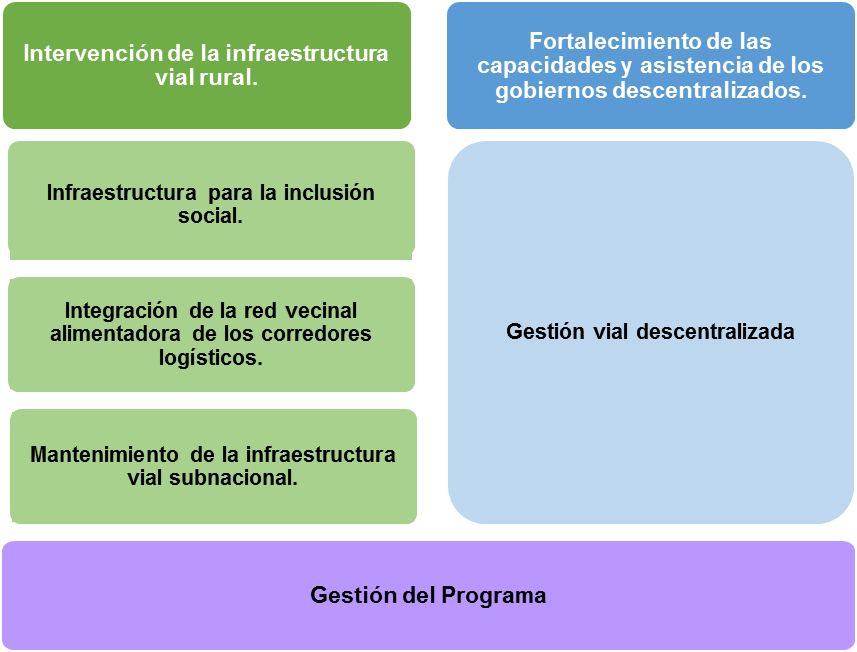 Intervención de la infraestructura
vial rural.
Fortalecimiento de las
capacidades y asistencia de los
gobiernos descentralizados.
Infraestructura para la inclusión
social.
Integración de la red vecinal
alimentadora de los corredores
logísticos.
Mantenimiento de la infraestructura
vial subnacional.
Gestión vial descentralizada
Gestión del Programa